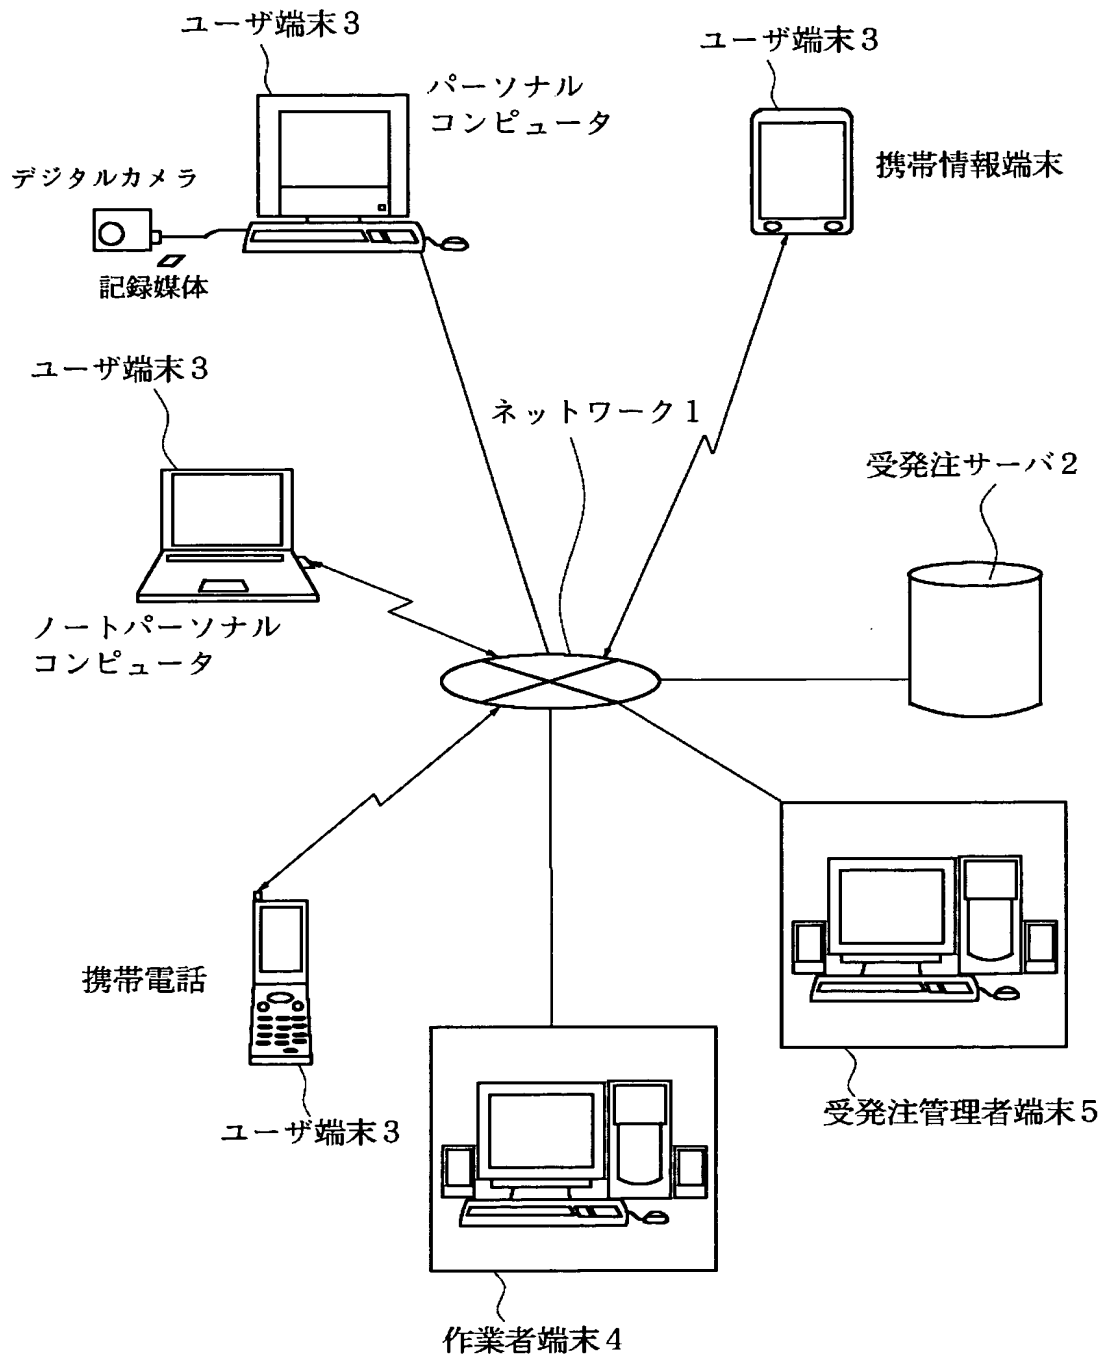 ユーザ端末3
ユーザ端末3
パーソナル
コンピュータ
携帯情報端末
デジタルカメラ
記録媒体
ユーザ端末3
ネットワーク1
受発注サーバ2
ノートパーソナル
コンピュータ
携帯電話
ユーザ端末3
受発注管理者端末5
作業者端末4